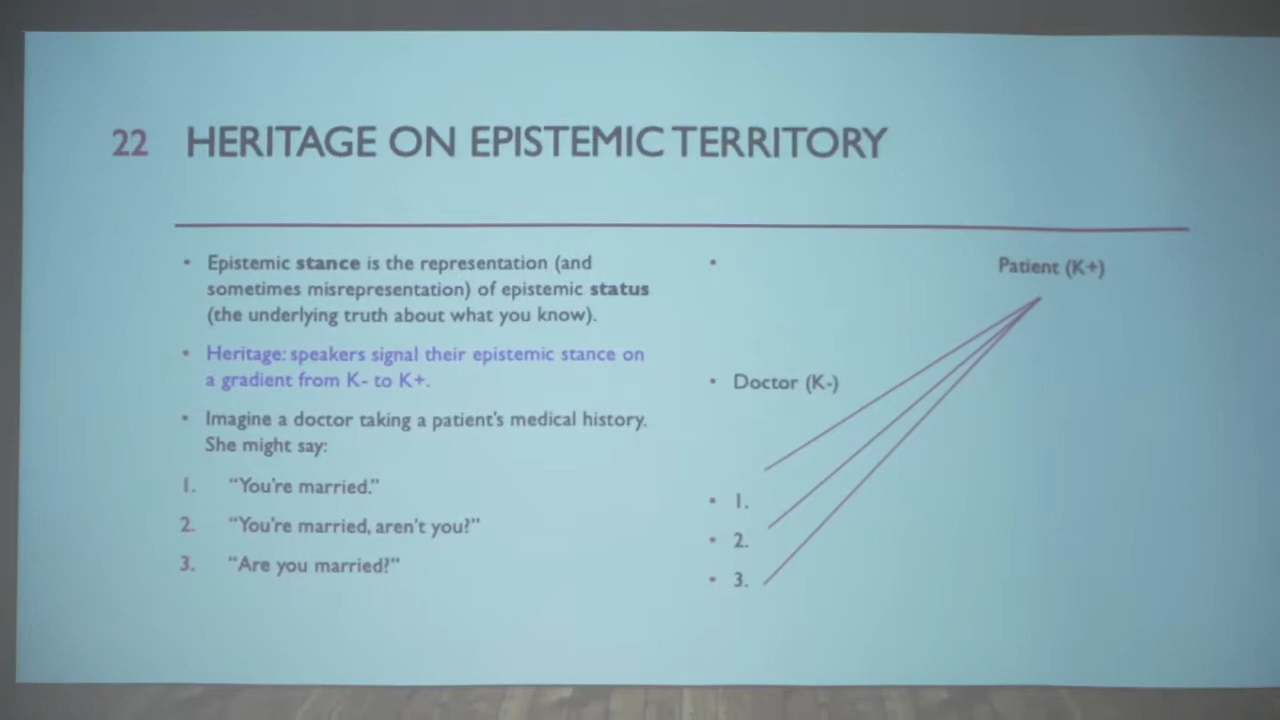 22 HERITAGE ON EPISTEMIC TERRITORY
• Epistemic stance is the representation (and
sometimes misrepresentation) of epistemic status
(the underlying truth about what you know).
• Heritage: speakers signal their epistemic stance on
a gradient from K- to K+.
• Imagine a doctor taking a patient's medical history.
She might say:
1. "You're married."
2. "You're married, aren't you?"
3. "Are you married?"
•
Patient (K+)
• Doctor (K-)
• 1.
• 2.
• 3.